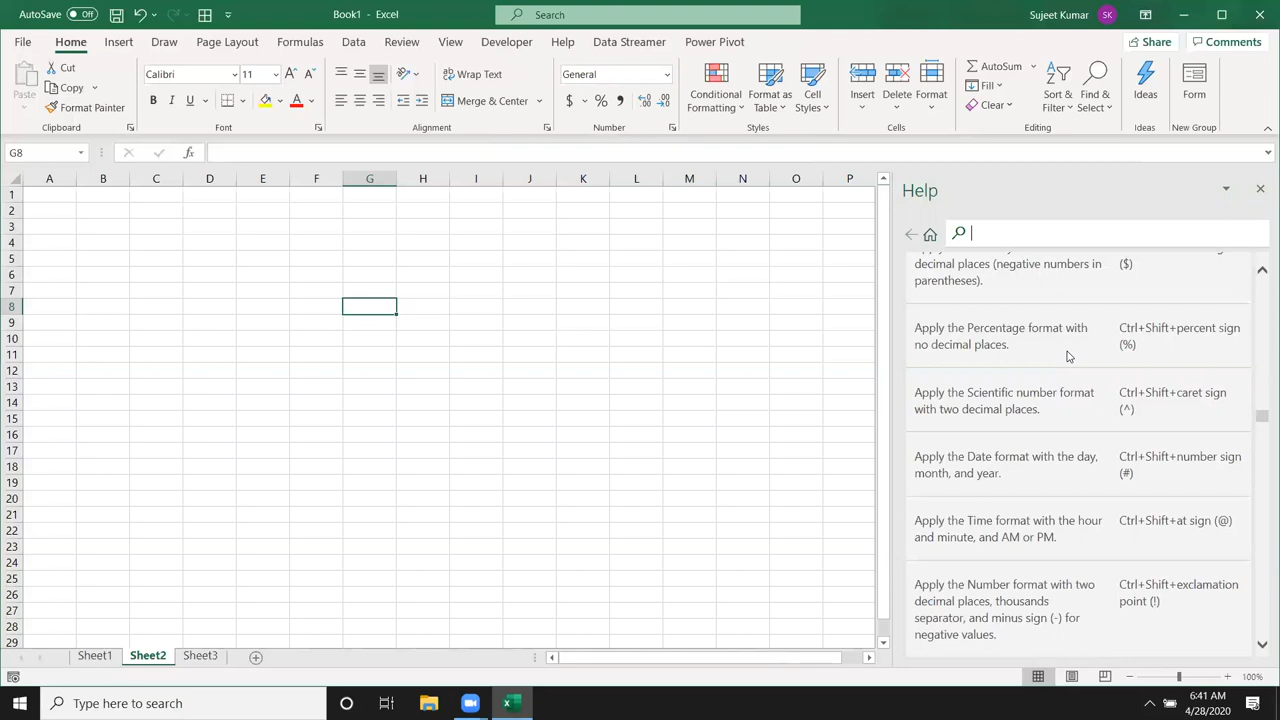 AutoSave Off Book1 - Excel Search Sujeet Kumar SK
File Home Insert Draw Page Layout Formulas Data Review View Developer Help Data Streamer Power Pivot Share Comments
Paste Cut Copy Format Painter
Clipboard
Calibri 11
B I U
Font
Wrap Text
Merge & Center
Alignment
General
$ % ,
Number
Conditional Formatting Format as Table Cell Styles
Styles
Insert Delete Format
Cells
AutoSum
Fill
Clear
Sort & Filter Find & Select
Editing
Ideas
Ideas
Form
New Group
G8 fx
A B C D E F G H I J K L M N O P
1
2
3
4
5
6
7
8
9
10
11
12
13
14
15
16
17
18
19
20
21
22
23
24
25
26
27
28
29
Help
decimal places (negative numbers in ($)
parentheses).
Apply the Percentage format with Ctrl+Shift+percent sign
no decimal places. (%)
Apply the Scientific number format Ctrl+Shift+caret sign
with two decimal places. (^)
Apply the Date format with the day, Ctrl+Shift+number sign
month, and year. (#)
Apply the Time format with the hour Ctrl+Shift+at sign (@)
and minute, and AM or PM.
Apply the Number format with two Ctrl+Shift+exclamation
decimal places, thousands point (!)
separator, and minus sign (-) for
negative values.
Sheet1 Sheet2 Sheet3
100%
Type here to search
6:41 AM
4/28/2020